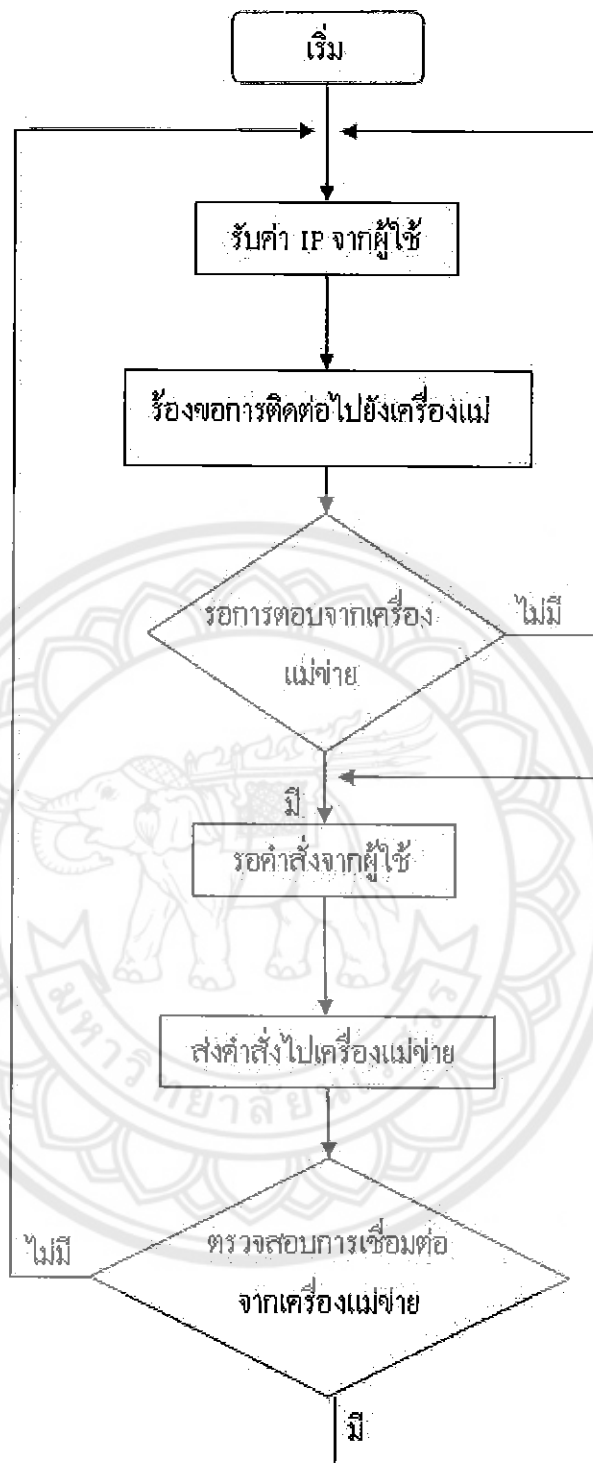 เริ่ม
รับค่า IP จากผู้ใช้
ร้องขอการติดต่อไปยังเครื่องแม่
รอการตอบจากเครื่อง
แม่ข่าย
ไม่มี
มี
รอคำสั่งจากผู้ใช้
ส่งคำสั่งไปเครื่องแม่ข่าย
ตรวจสอบการเชื่อมต่อ
จากเครื่องแม่ข่าย
ไม่มี
มี